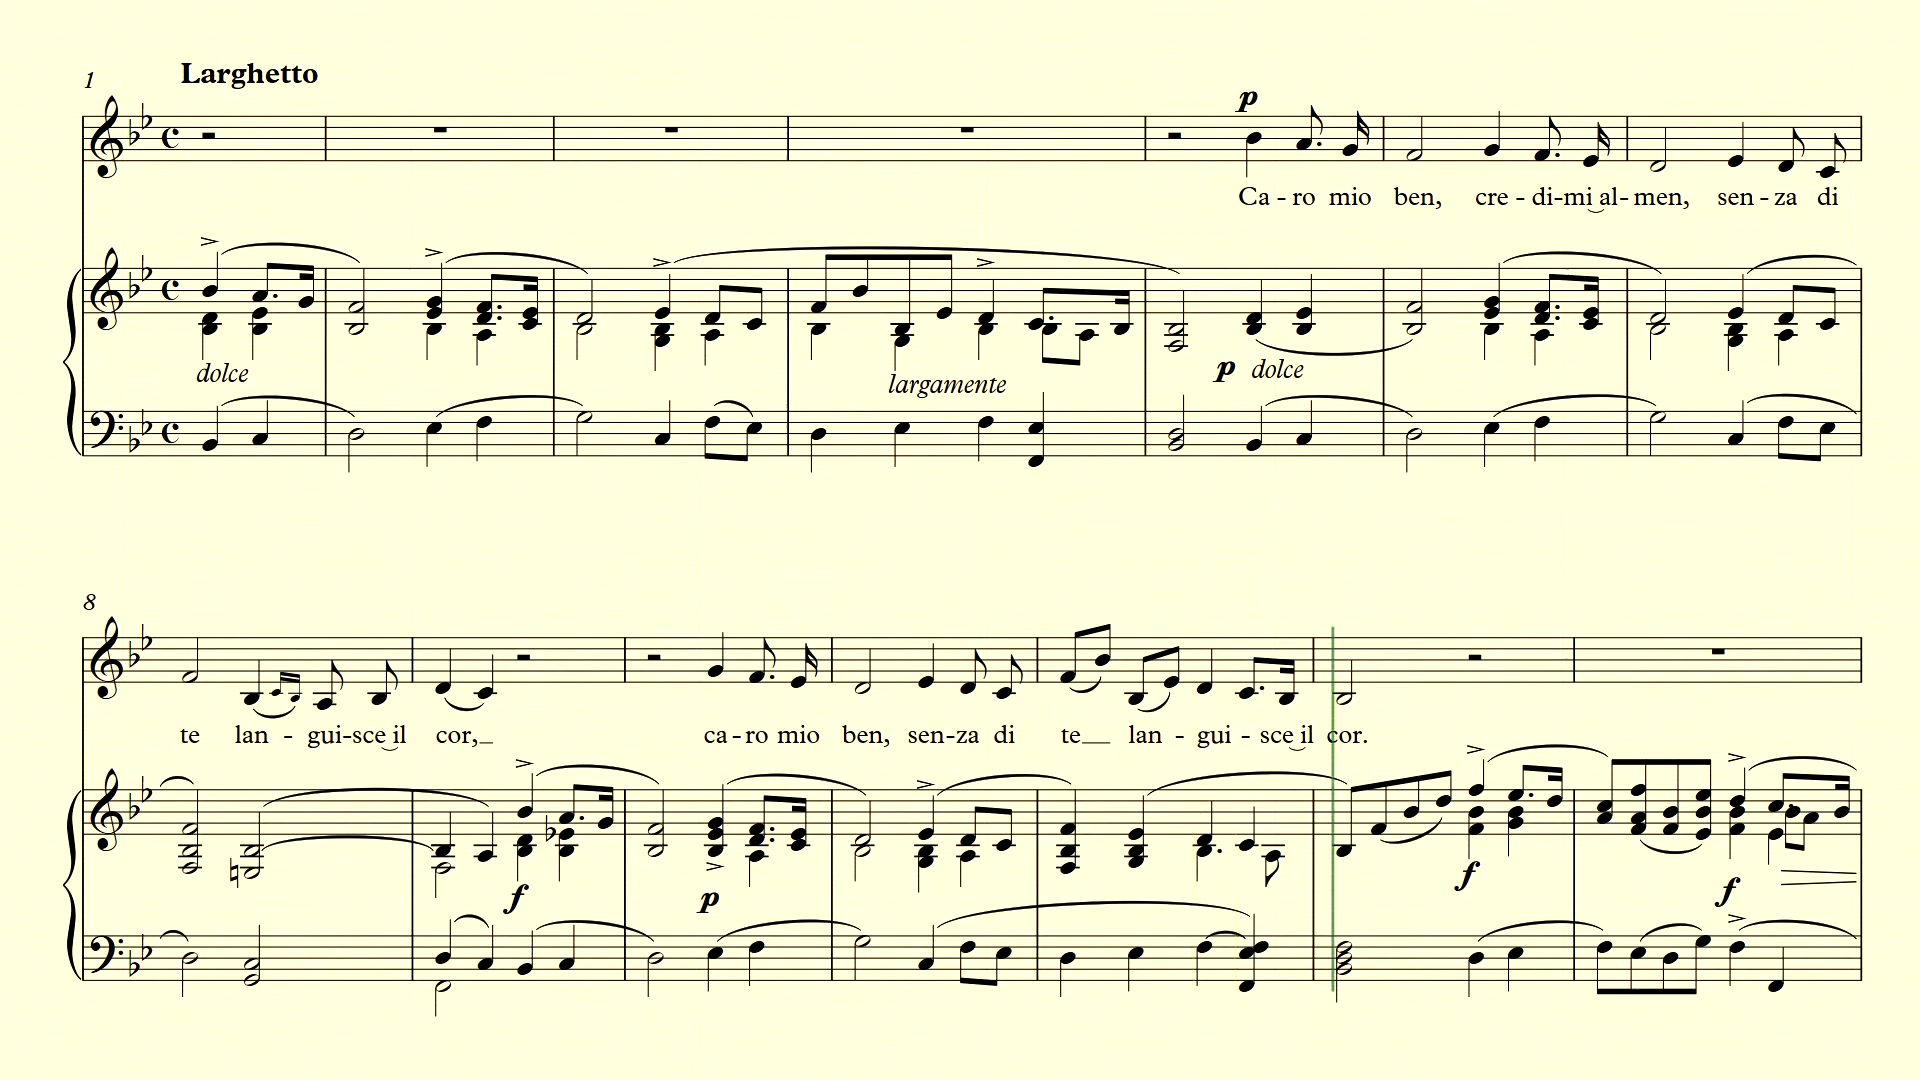 1
Larghetto
p
Ca - ro mio ben, cre - di-mi al-men, sen - za di
dolce
largamente
p dolce
8
te lan - gui-sce il cor,_ ca - ro mio ben, sen-za di te__ lan - gui - sce il cor.
f
p
f
f